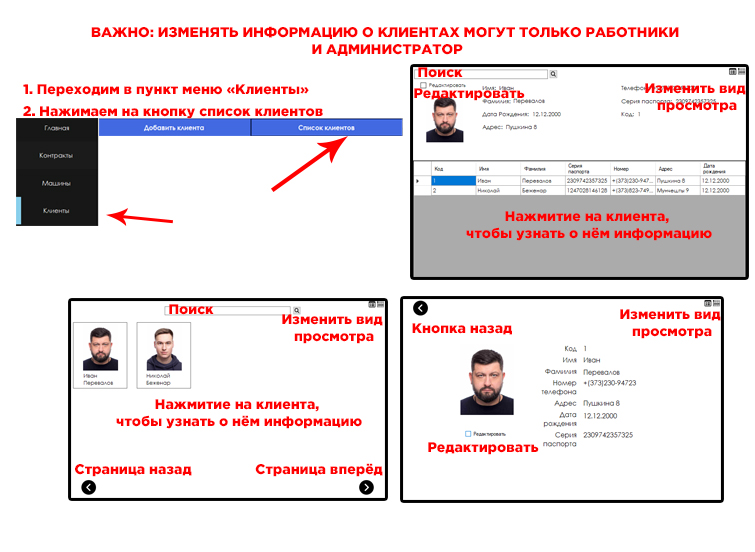 ВАЖНО: ИЗМЕНЯТЬ ИНФОРМАЦИЮ О КЛИЕНТАХ МОГУТ ТОЛЬКО РАБОТНИКИ
И АДМИНИСТРАТОР
1. Переходим в пункт меню «Клиенты»
2. Нажимаем на кнопку список клиентов
Главная
Контракты
Машины
Клиенты
Добавить клиента
Список клиентов
Поиск
Редактировать
Редактировать
Изменить вид
просмотра
Имя: Иван
Фамилия: Перевалов
Дата Рождения: 12.12.2000
Адрес: Пушкина 8
Серия паспорта: 2309742357325
Код: 1
Код Имя Фамилия Серия паспорта Номер Адрес Дата рождения
1 Иван Перевалов 2309742357325 +(373)230-947... Пушкина 8 12.12.2000
2 Николай Беженар 1247028146128 +(373)823-749... Мунчешты 9 12.12.2000
Нажмитие на клиента,
чтобы узнать о нём информацию
Поиск
Изменить вид
просмотра
Иван
Перевалов
Николай
Беженар
Нажмитие на клиента,
чтобы узнать о нём информацию
Страница назад
Страница вперёд
Кнопка назад
Изменить вид
просмотра
Код 1
Имя Иван
Фамилия Перевалов
Номер телефона +(373)230-94723
Адрес Пушкина 8
Дата рождения 12.12.2000
Серия паспорта 2309742357325
Редактировать
Редактировать